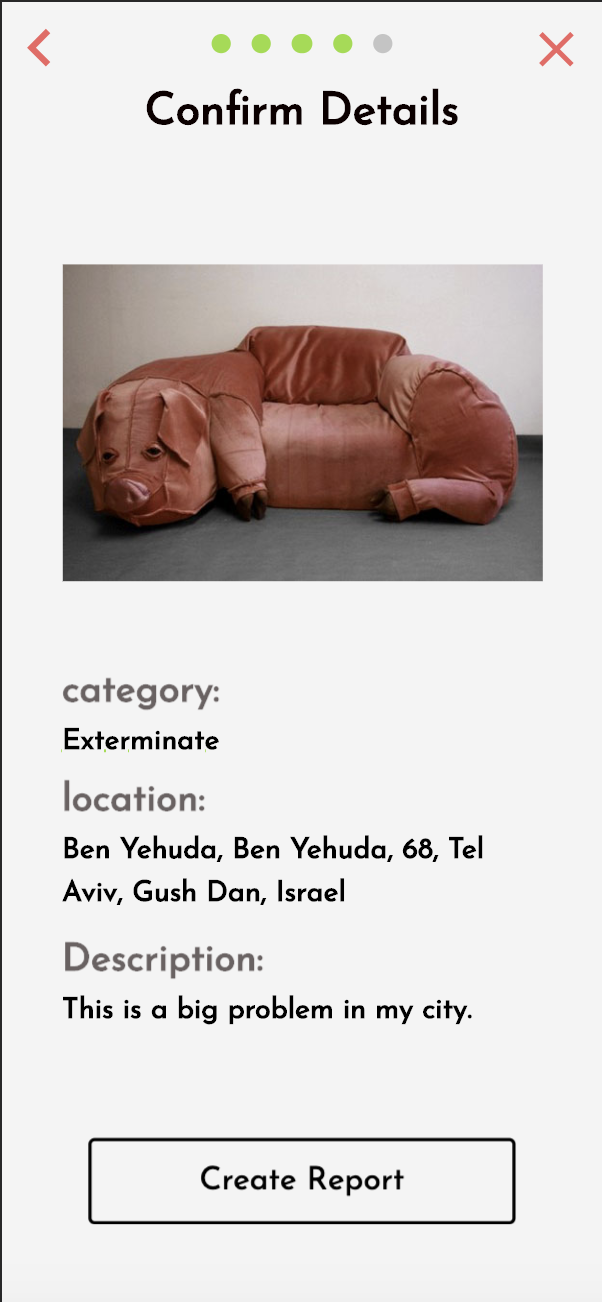 Confirm Details
category:
Exterminate
location:
Ben Yehuda, Ben Yehuda, 68, Tel
Aviv, Gush Dan, Israel
Description:
This is a big problem in my city.
Create Report